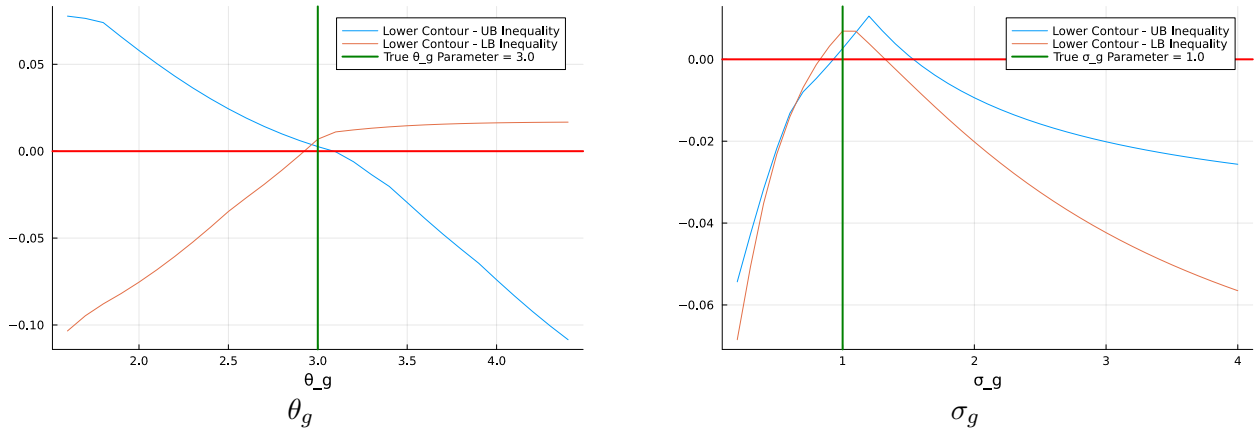 Lower Contour - UB Inequality
Lower Contour - LB Inequality
True θ_g Parameter = 3.0
0.05
0.00
−0.05
−0.10
2.0 2.5 3.0 3.5 4.0
θ_g
θg
Lower Contour - UB Inequality
Lower Contour - LB Inequality
True σ_g Parameter = 1.0
0.00
−0.02
−0.04
−0.06
1 2 3 4
σ_g
σg